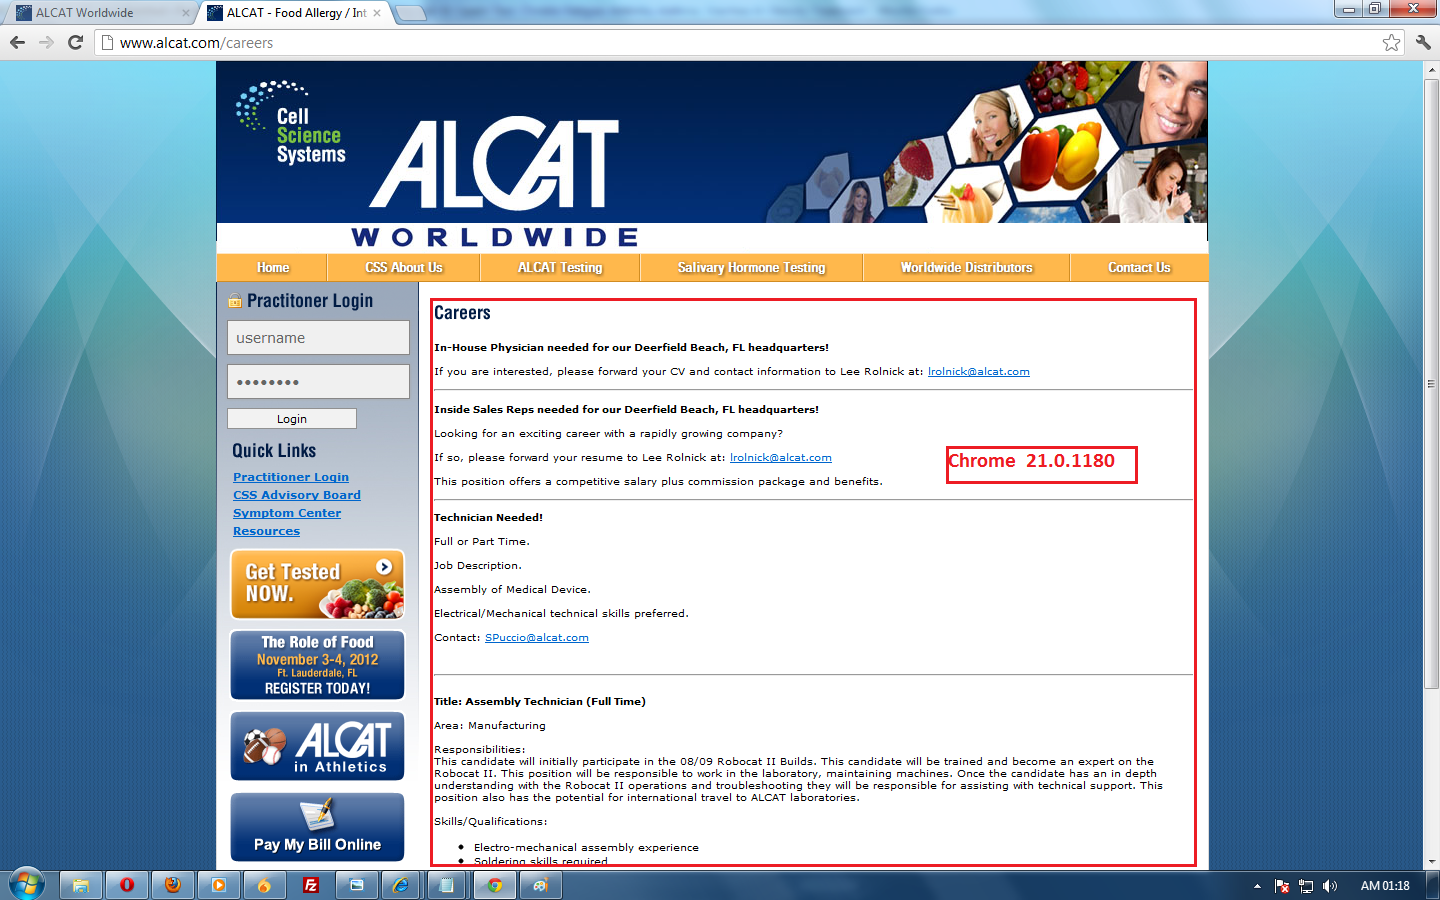 ALCAT Worldwide
ALCAT - Food Allergy / Int
www.alcat.com/careers
Cell
Science
Systems
ALCAT
WORLDWIDE
Home
CSS About Us
ALCAT Testing
Salivary Hormone Testing
Worldwide Distributors
Contact Us
Practitoner Login
username
Login
Quick Links
Practitioner Login
CSS Advisory Board
Symptom Center
Resources
Get Tested
NOW.
The Role of Food
November 3-4, 2012
Ft. Lauderdale, FL
REGISTER TODAY!
ALCAT
in Athletics
Pay My Bill Online
Careers
In-House Physician needed for our Deerfield Beach, FL headquarters!
If you are interested, please forward your CV and contact information to Lee Rolnick at: lrolnick@alcat.com
Inside Sales Reps needed for our Deerfield Beach, FL headquarters!
Looking for an exciting career with a rapidly growing company?
If so, please forward your resume to Lee Rolnick at: lrolnick@alcat.com
Chrome 21.0.1180
This position offers a competitive salary plus commission package and benefits.
Technician Needed!
Full or Part Time.
Job Description.
Assembly of Medical Device.
Electrical/Mechanical technical skills preferred.
Contact: SPuccio@alcat.com
Title: Assembly Technician (Full Time)
Area: Manufacturing
Responsibilities:
This candidate will initially participate in the 08/09 Robocat II Builds. This candidate will be trained and become an expert on the
Robocat II. This position will be responsible to work in the laboratory, maintaining machines. Once the candidate has an in depth
understanding with the Robocat II operations and troubleshooting they will be responsible for assisting with technical support. This
position also has the potential for international travel to ALCAT laboratories.
Skills/Qualifications:
Electro-mechanical assembly experience
Soldering skills required
AM 01:18